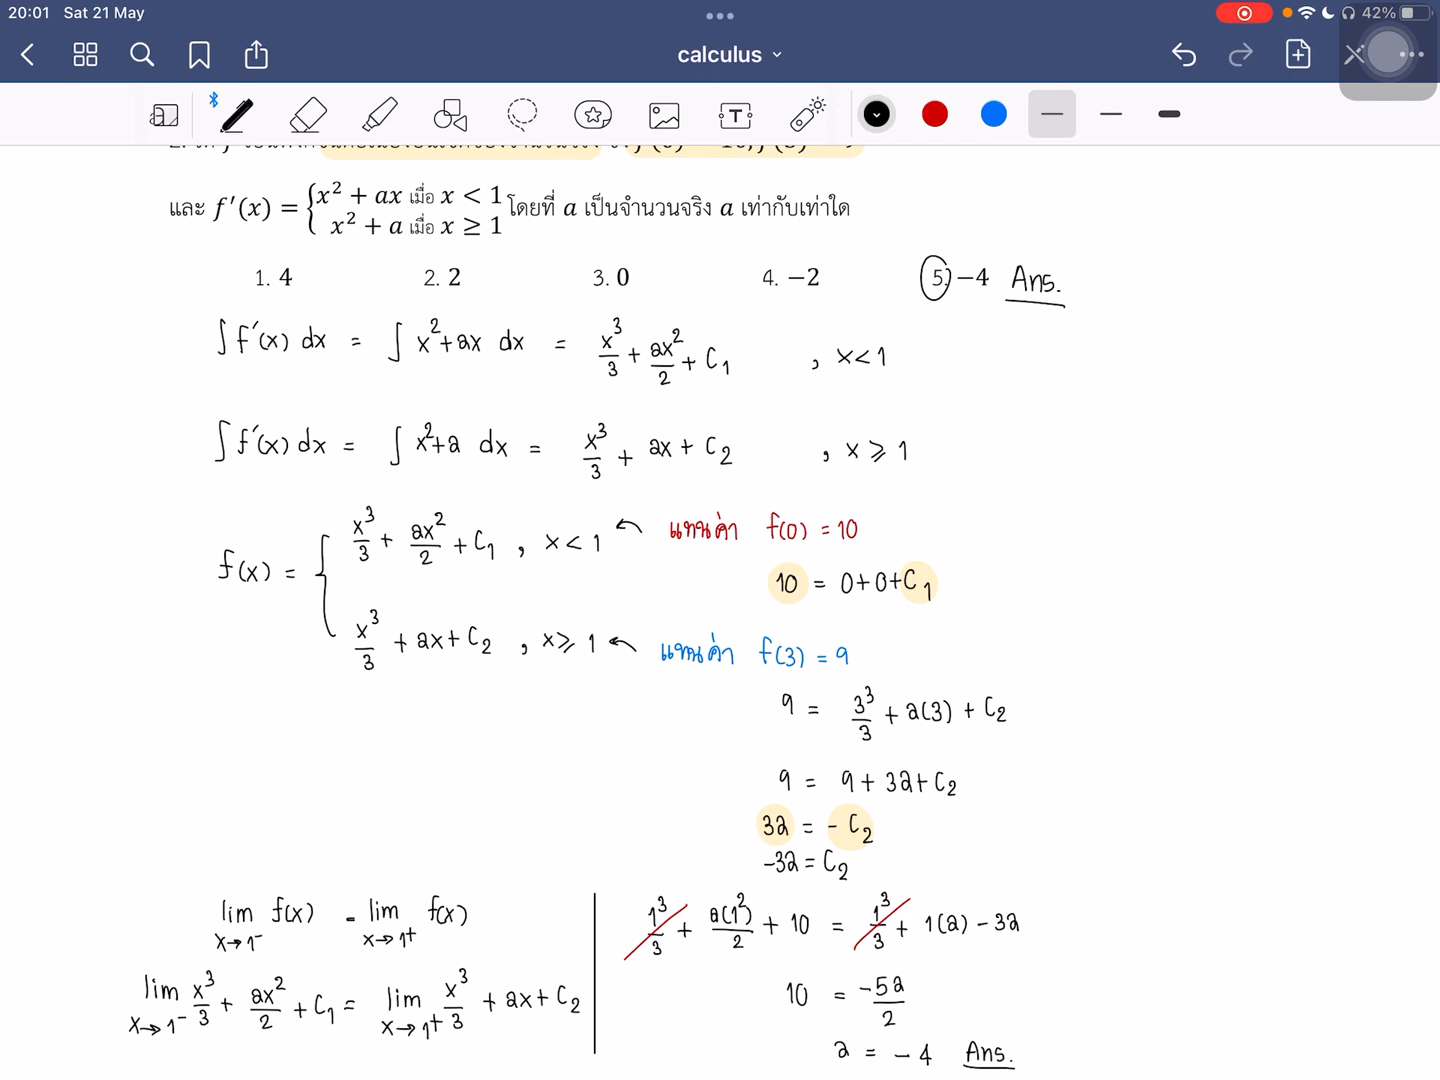 20:01 Sat 21 May
42%
calculus
และ f′(x) = {x² + ax เมื่อ x < 1
x² + a เมื่อ x ≥ 1 โดยที่ a เป็นจำนวนจริง a เท่ากับเท่าใด
1. 4 2. 2 3. 0 4. −2 5. −4 Ans.
∫ f′(x) dx = ∫ x²+ax dx = x³/3 + ax²/2 + C₁ , x<1
∫ f′(x) dx = ∫ x²+a dx = x³/3 + ax + C₂ , x ≥ 1
f(x) = { x³/3 + ax²/2 + C₁ , x < 1 ← แทนค่า f(0) = 10
10 = 0+0+C₁
x³/3 + ax + C₂ , x ≥ 1 ← แทนค่า f(3) = 9
9 = 3³/3 + a(3) + C₂
9 = 9 + 3a + C₂
3a = - C₂
-3a = C₂
lim x→1⁻ f(x) = lim x→1⁺ f(x)
lim x→1⁻ x³/3 + ax²/2 + C₁ = lim x→1⁺ x³/3 + ax + C₂
1³/3 + a(1²)/2 + 10 = 1³/3 + 1(a) - 3a
10 = -5a/2
a = -4 Ans.